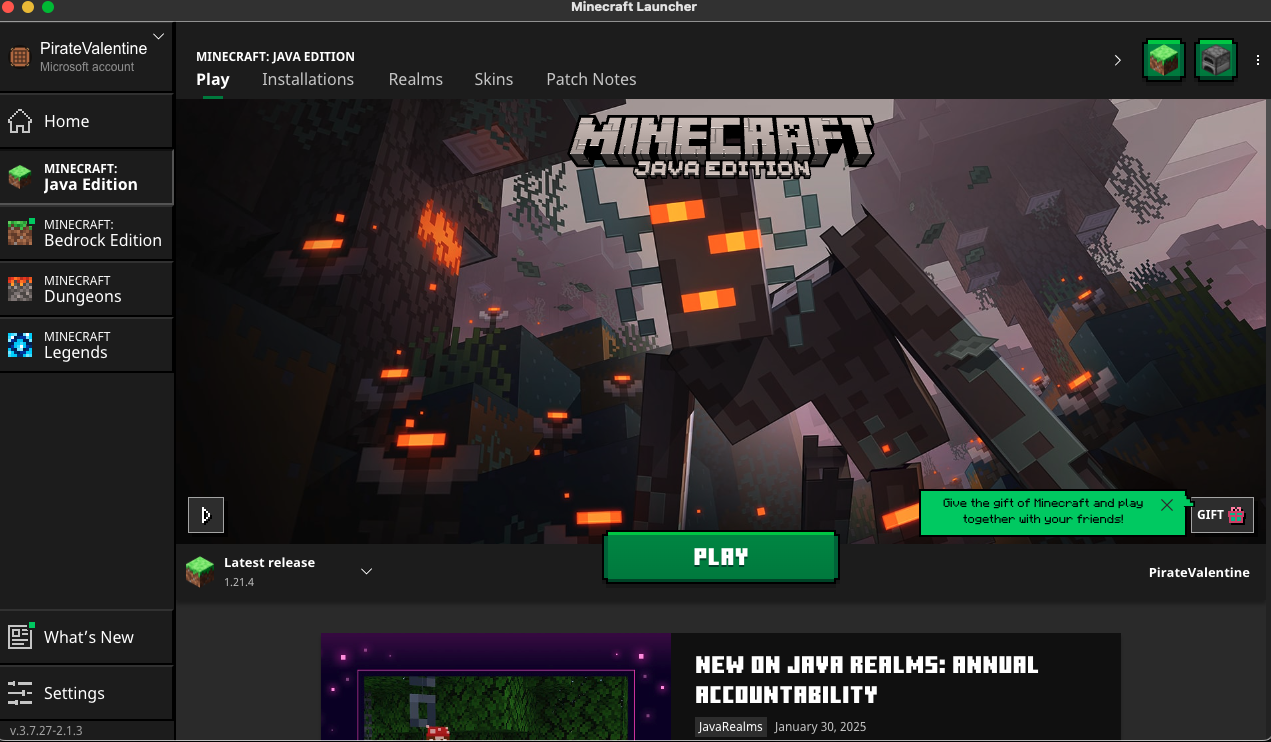 Minecraft Launcher
PirateValentine
Microsoft account
Home
MINECRAFT:
Java Edition
MINECRAFT:
Bedrock Edition
MINECRAFT
Dungeons
MINECRAFT
Legends
What's New
Settings
v.3.7.27-2.1.3
MINECRAFT: JAVA EDITION
Play Installations Realms Skins Patch Notes
MINECRAFT
JAVA EDITION
Give the gift of Minecraft and play
together with your friends!
GIFT
Latest release
1.21.4
PLAY
PirateValentine
NEW ON JAVA REALMS: ANNUAL
ACCOUNTABILITY
JavaRealms January 30, 2025